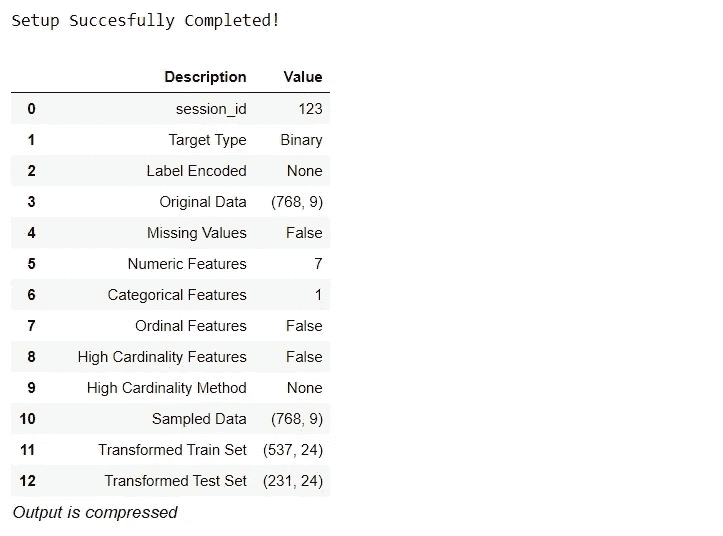 Setup Succesfully Completed!
Description Value
0 session_id 123
1 Target Type Binary
2 Label Encoded None
3 Original Data (768, 9)
4 Missing Values False
5 Numeric Features 7
6 Categorical Features 1
7 Ordinal Features False
8 High Cardinality Features False
9 High Cardinality Method None
10 Sampled Data (768, 9)
11 Transformed Train Set (537, 24)
12 Transformed Test Set (231, 24)
Output is compressed